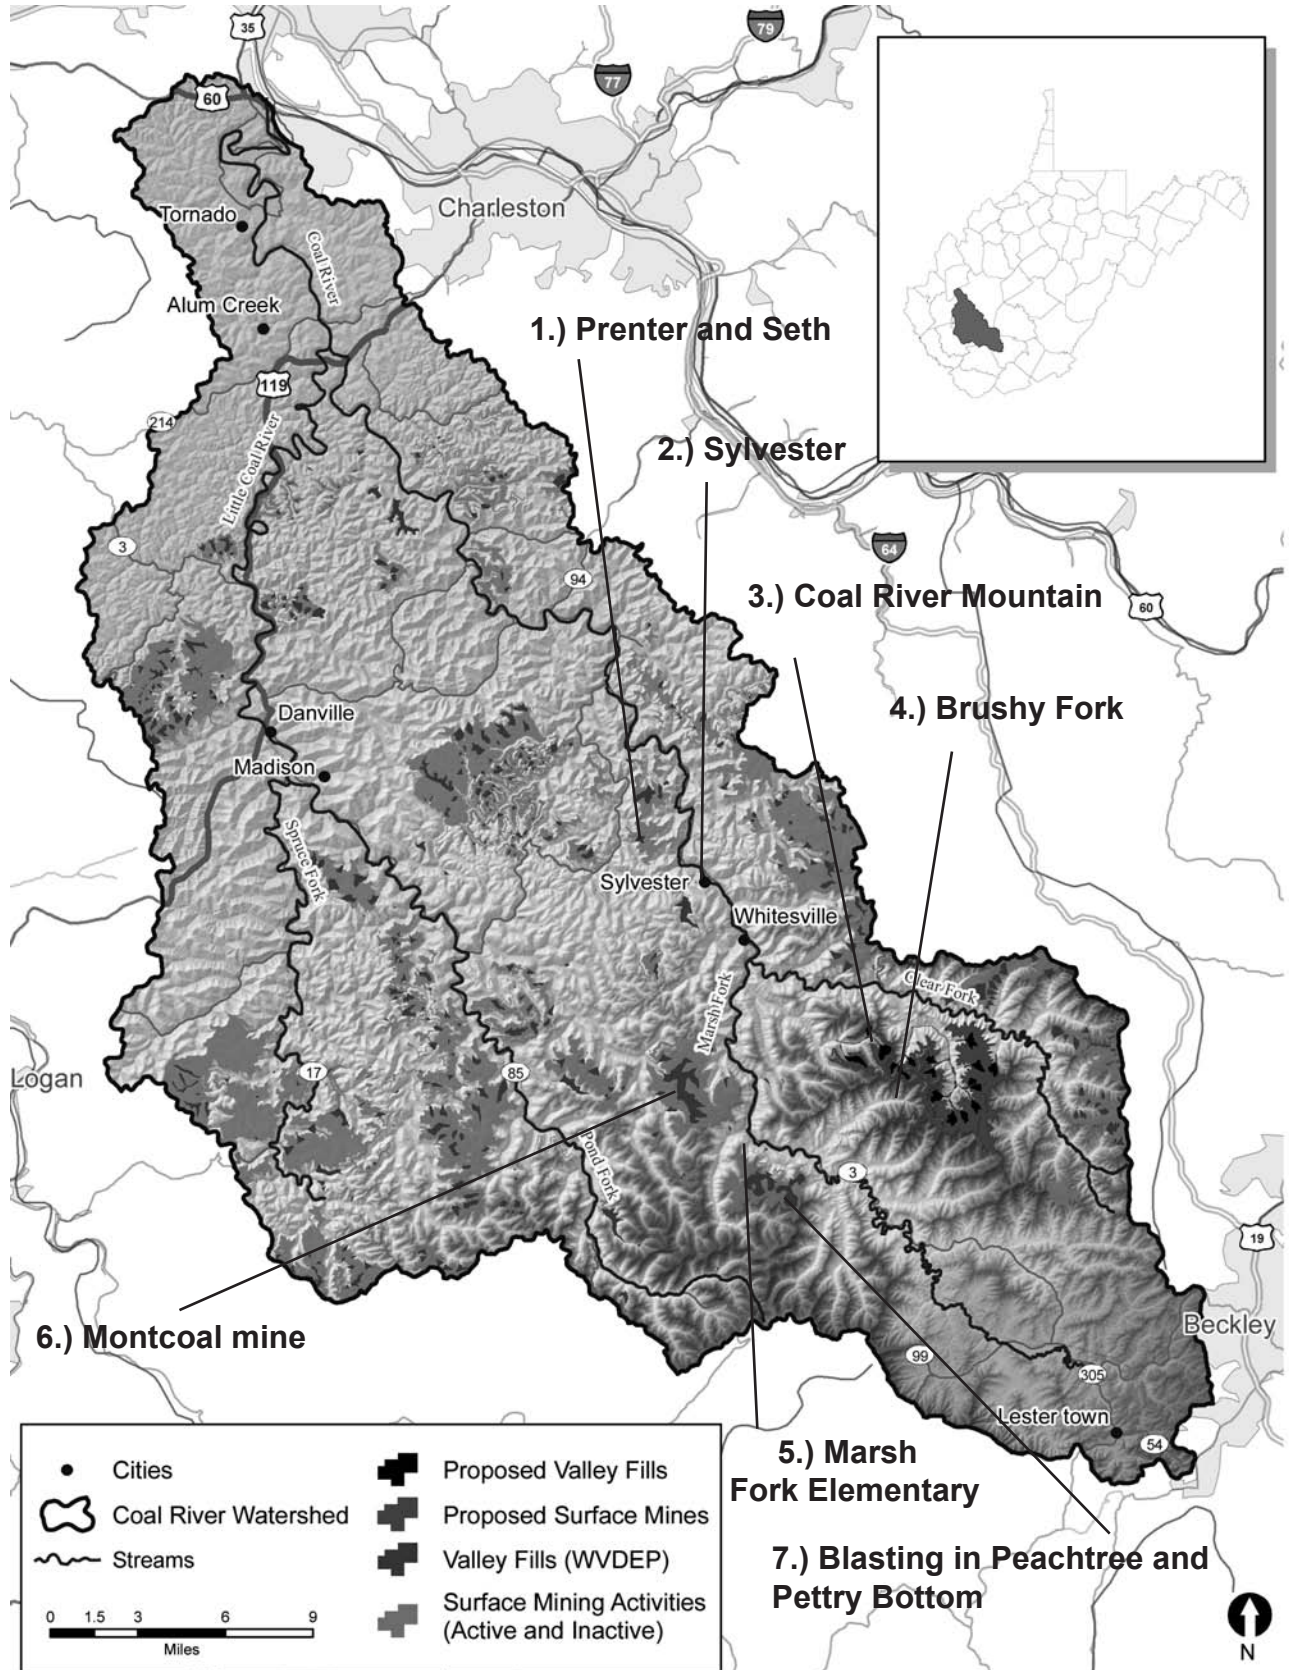 35
79
77
60
Tornado
Charleston
Coal River
Alum Creek
1.) Prenter and Seth
119
214
Little Coal River
2.) Sylvester
3
64
94
3.) Coal River Mountain
60
4.) Brushy Fork
Danville
Madison
Spruce Fork
Sylvester
Whitesville
Clear Fork
Marsh Fork
Logan
17
85
Pond Fork
3
19
Beckley
6.) Montcoal mine
99
305
Lester town
54
5.) Marsh
Fork Elementary
7.) Blasting in Peachtree and
Pettry Bottom
Cities
Coal River Watershed
Streams
0 1.5 3 6 9
Miles
Proposed Valley Fills
Proposed Surface Mines
Valley Fills (WVDEP)
Surface Mining Activities
(Active and Inactive)
N